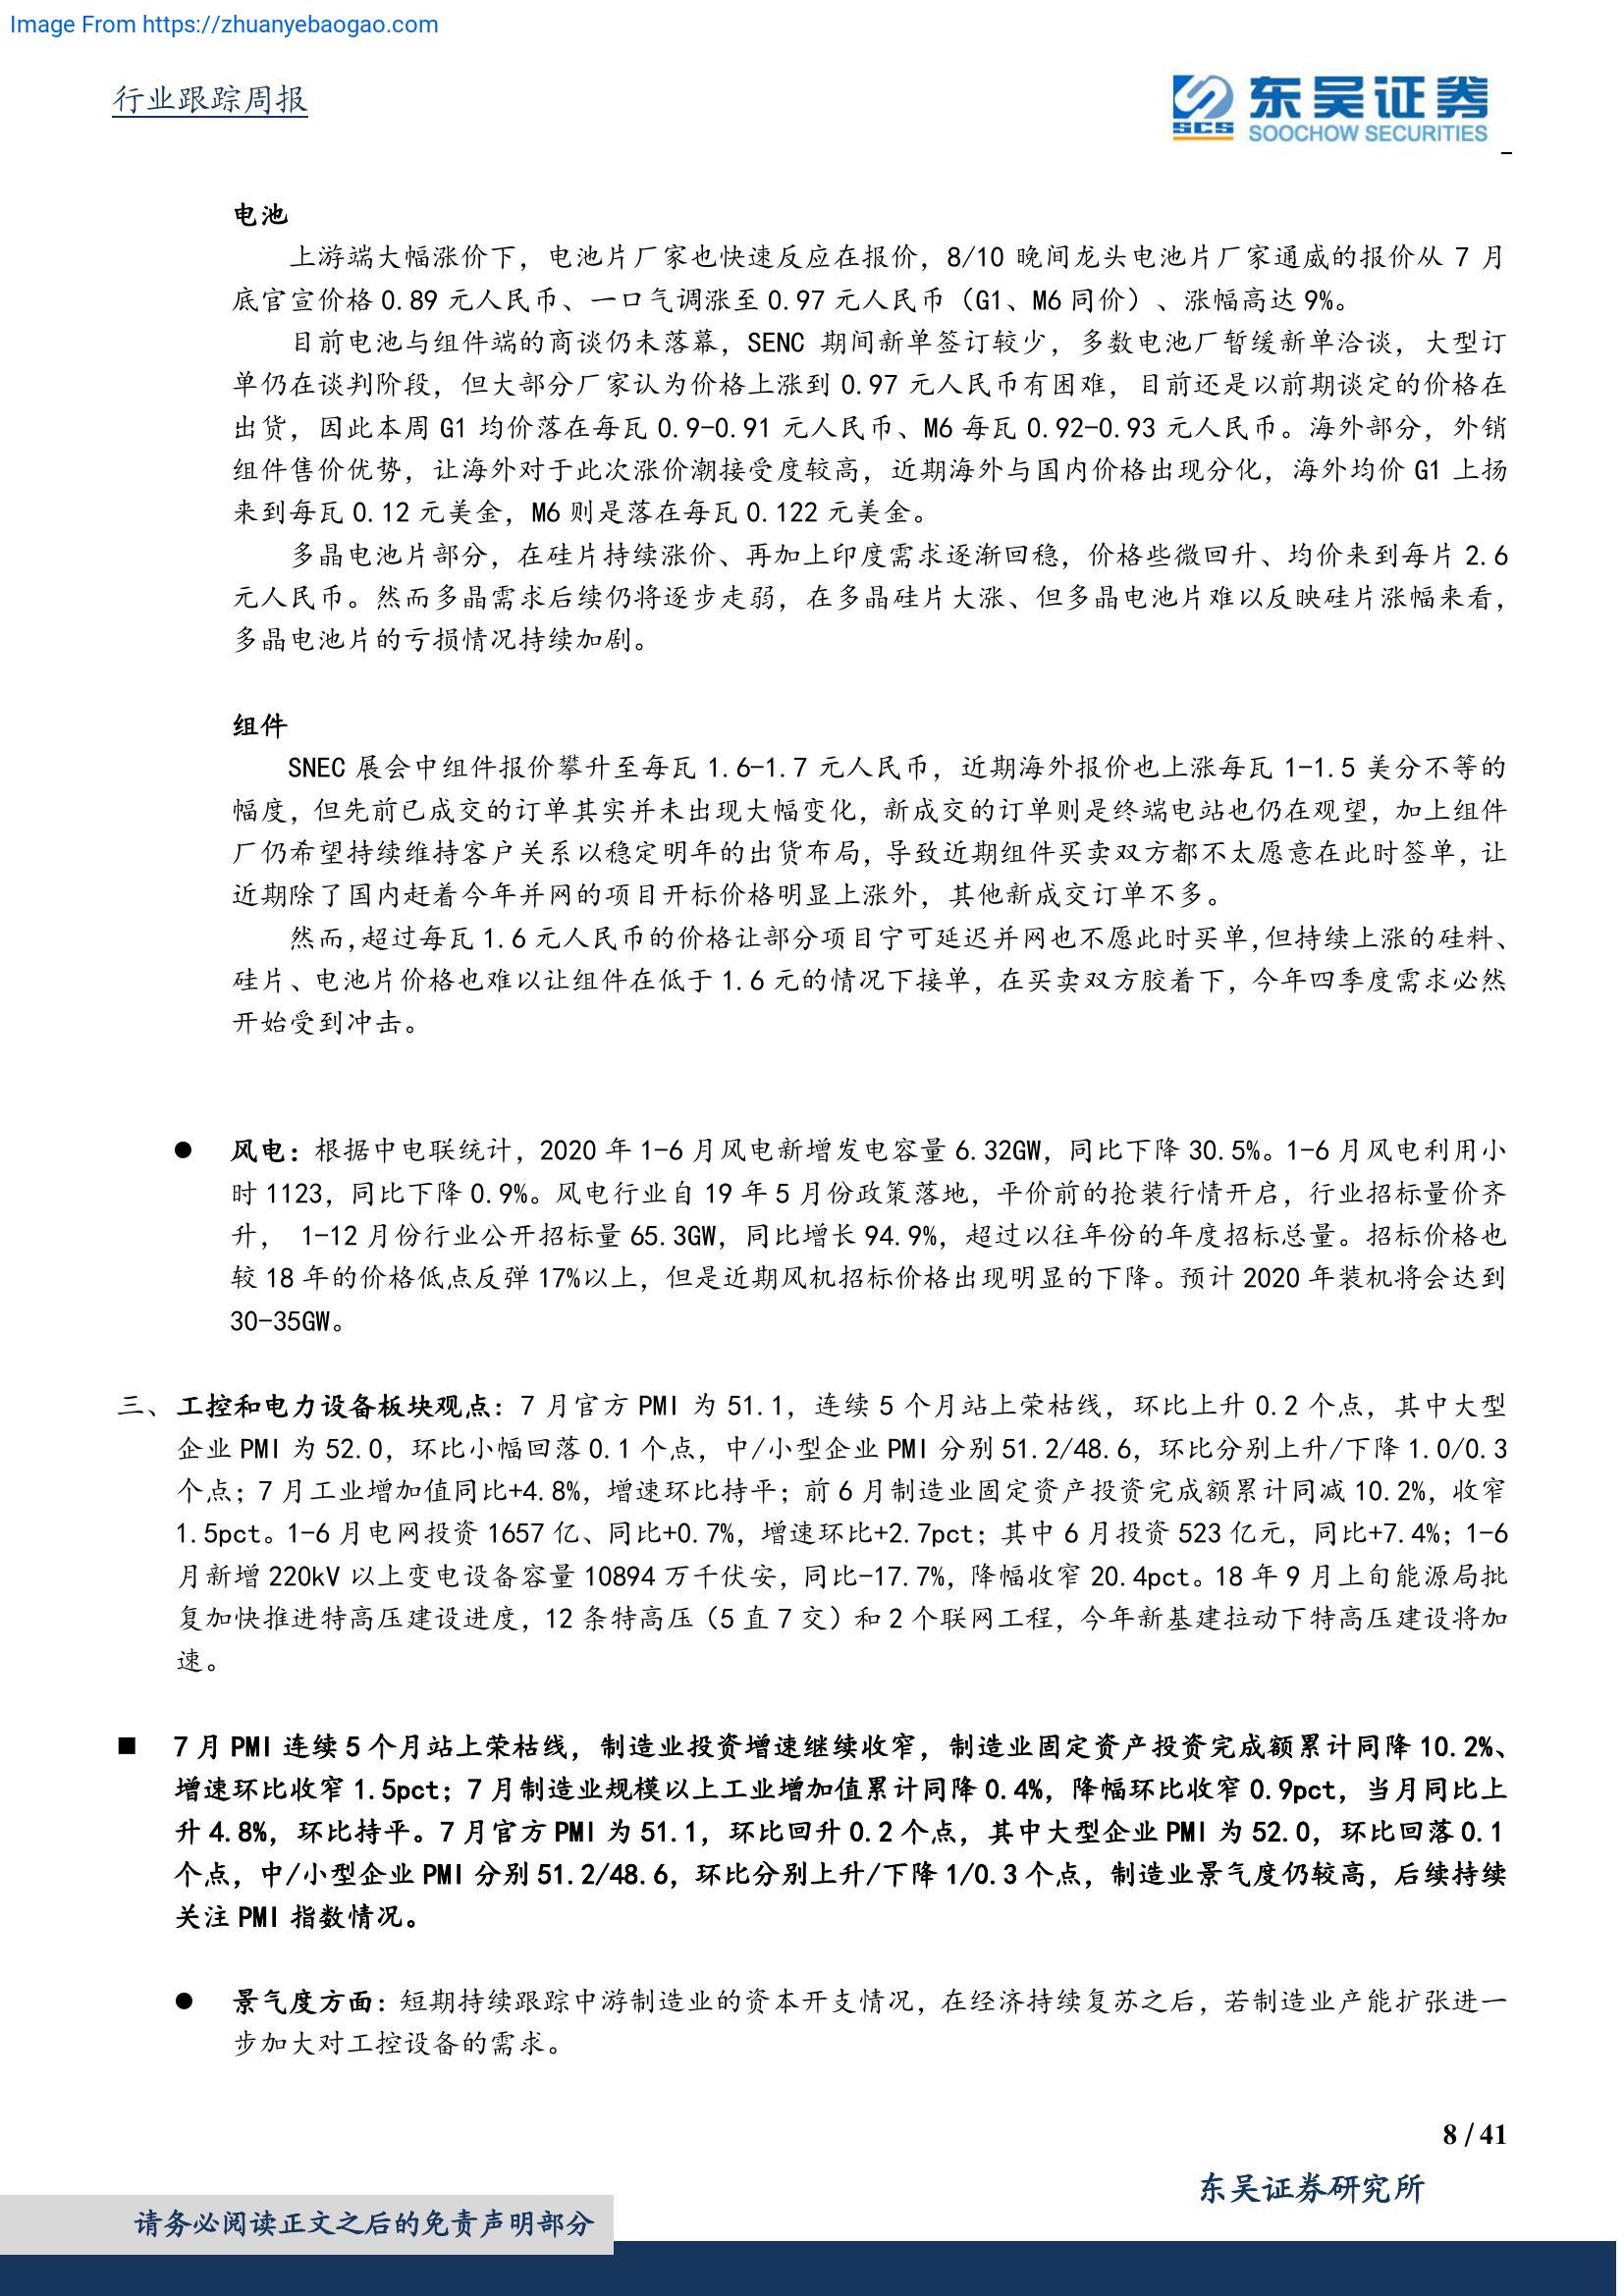 Image From https://zhuanyebaogao.com
行业跟踪周报
东吴证券
SCS
SOOCHOW SECURITIES
电池
上游端大幅涨价下，电池片厂家也快速反应在报价，8/10 晚间龙头电池片厂家通威的报价从 7 月
底官宣价格 0.89 元人民币、一口气调涨至 0.97 元人民币（G1、M6 同价）、涨幅高达 9%。
目前电池与组件端的商谈仍未落幕，SENC 期间新单签订较少，多数电池厂暂缓新单洽谈，大型订
单仍在谈判阶段，但大部分厂家认为价格上涨到 0.97 元人民币有困难，目前还是以前期谈定的价格在
出货，因此本周 G1 均价落在每瓦 0.9-0.91 元人民币、M6 每瓦 0.92-0.93 元人民币。海外部分，外销
组件售价优势，让海外对于此次涨价潮接受度较高，近期海外与国内价格出现分化，海外均价 G1 上扬
来到每瓦 0.12 元美金，M6 则是落在每瓦 0.122 元美金。
多晶电池片部分，在硅片持续涨价、再加上印度需求逐渐回稳，价格些微回升、均价来到每片 2.6
元人民币。然而多晶需求后续仍将逐步走弱，在多晶硅片大涨、但多晶电池片难以反映硅片涨幅来看，
多晶电池片的亏损情况持续加剧。
组件
SNEC 展会中组件报价攀升至每瓦 1.6-1.7 元人民币，近期海外报价也上涨每瓦 1-1.5 美分不等的
幅度，但先前已成交的订单其实并未出现大幅变化，新成交的订单则是终端电站也仍在观望，加上组件
厂仍希望持续维持客户关系以稳定明年的出货布局，导致近期组件买卖双方都不太愿意在此时签单，让
近期除了国内赶着今年并网的项目开标价格明显上涨外，其他新成交订单不多。
然而,超过每瓦 1.6 元人民币的价格让部分项目宁可延迟并网也不愿此时买单,但持续上涨的硅料、
硅片、电池片价格也难以让组件在低于 1.6 元的情况下接单，在买卖双方胶着下，今年四季度需求必然
开始受到冲击。
● 风电：根据中电联统计，2020 年 1-6 月风电新增发电容量 6.32GW，同比下降 30.5%。1-6 月风电利用小
时 1123，同比下降 0.9%。风电行业自 19 年 5 月份政策落地，平价前的抢装行情开启，行业招标量价齐
升， 1-12 月份行业公开招标量 65.3GW，同比增长 94.9%，超过以往年份的年度招标总量。招标价格也
较 18 年的价格低点反弹 17%以上，但是近期风机招标价格出现明显的下降。预计 2020 年装机将会达到
30-35GW。
三、工控和电力设备板块观点：7 月官方 PMI 为 51.1，连续 5 个月站上荣枯线，环比上升 0.2 个点，其中大型
企业 PMI 为 52.0，环比小幅回落 0.1 个点，中/小型企业 PMI 分别 51.2/48.6，环比分别上升/下降 1.0/0.3
个点；7 月工业增加值同比+4.8%，增速环比持平；前 6 月制造业固定资产投资完成额累计同减 10.2%，收窄
1.5pct。1-6 月电网投资 1657 亿、同比+0.7%，增速环比+2.7pct；其中 6 月投资 523 亿元，同比+7.4%；1-6
月新增 220kV 以上变电设备容量 10894 万千伏安，同比-17.7%，降幅收窄 20.4pct。18 年 9 月上旬能源局批
复加快推进特高压建设进度，12 条特高压（5 直 7 交）和 2 个联网工程，今年新基建拉动下特高压建设将加
速。
■ 7 月 PMI 连续 5 个月站上荣枯线，制造业投资增速继续收窄，制造业固定资产投资完成额累计同降 10.2%、
增速环比收窄 1.5pct；7 月制造业规模以上工业增加值累计同降 0.4%，降幅环比收窄 0.9pct，当月同比上
升 4.8%，环比持平。7 月官方 PMI 为 51.1，环比回升 0.2 个点，其中大型企业 PMI 为 52.0，环比回落 0.1
个点，中/小型企业 PMI 分别 51.2/48.6，环比分别上升/下降 1/0.3 个点，制造业景气度仍较高，后续持续
关注 PMI 指数情况。
● 景气度方面：短期持续跟踪中游制造业的资本开支情况，在经济持续复苏之后，若制造业产能扩张进一
步加大对工控设备的需求。
8 / 41
东吴证券研究所
请务必阅读正文之后的免责声明部分